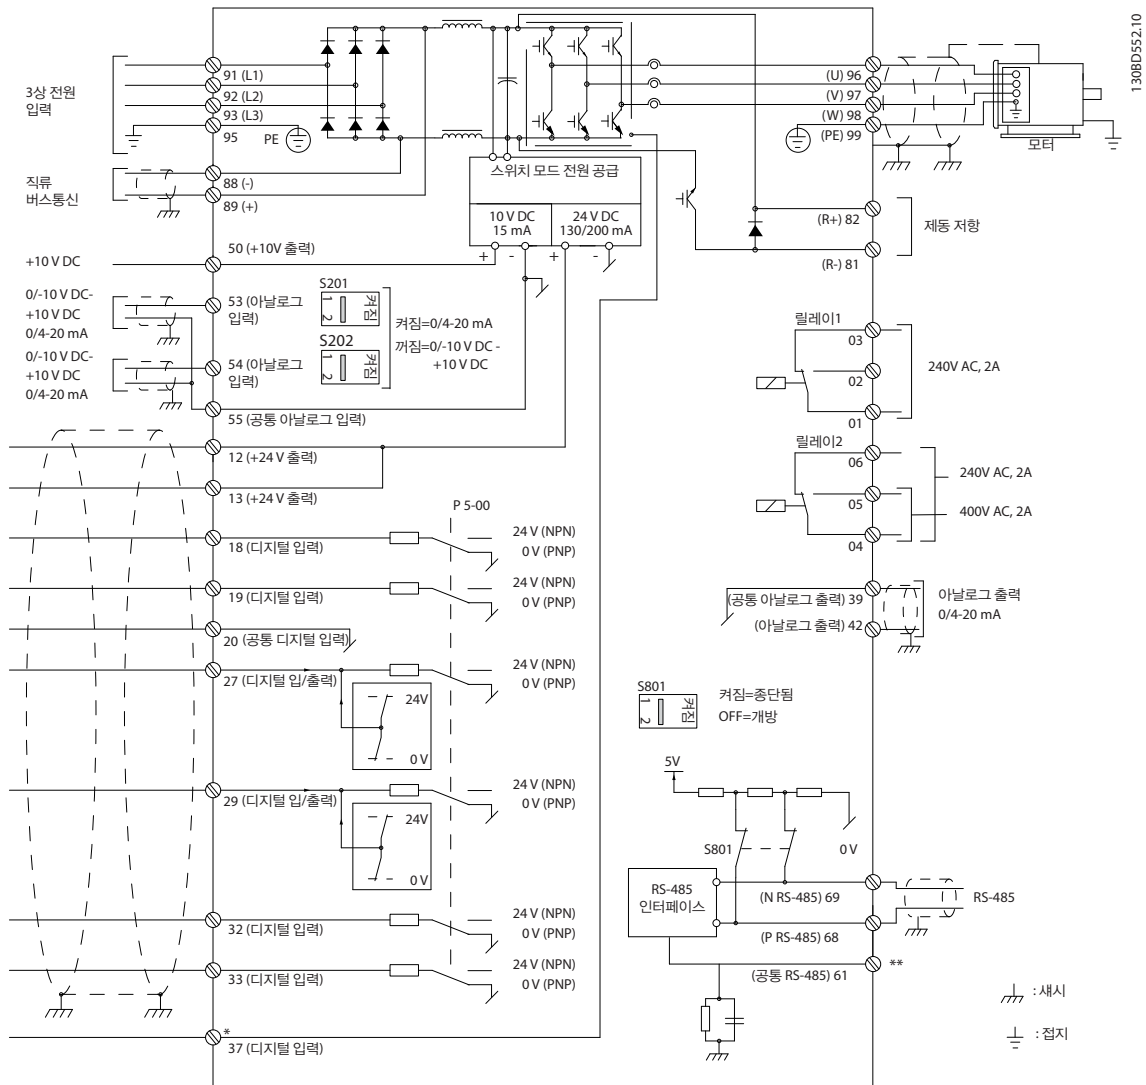 130BD552.10
3상 전원
입력
91 (L1)
92 (L2)
93 (L3)
95
PE
직류
버스통신
88 (-)
89 (+)
+10 V DC
50 (+10V 출력)
0/-10 V DC-
+10 V DC
0/4-20 mA
53 (아날로그
입력)
0/-10 V DC-
+10 V DC
0/4-20 mA
54 (아날로그
입력)
55 (공통 아날로그 입력)
S201
1
2
켜짐
S202
1
2
켜짐
켜짐=0/4-20 mA
꺼짐=0/-10 V DC -
+10 V DC
스위치 모드 전원 공급
10 V DC
15 mA
24 V DC
130/200 mA
+
-
+
-
12 (+24 V 출력)
13 (+24 V 출력)
P 5-00
18 (디지털 입력)
24 V (NPN)
0 V (PNP)
19 (디지털 입력)
24 V (NPN)
0 V (PNP)
20 (공통 디지털 입력)
27 (디지털 입/출력)
24 V (NPN)
0 V (PNP)
24V
0 V
29 (디지털 입/출력)
24 V (NPN)
0 V (PNP)
24V
0 V
32 (디지털 입력)
24 V (NPN)
0 V (PNP)
33 (디지털 입력)
24 V (NPN)
0 V (PNP)
*
37 (디지털 입력)
(U) 96
(V) 97
(W) 98
(PE) 99
모터
(R+) 82
제동 저항
(R-) 81
릴레이1
03
02
01
240V AC, 2A
릴레이2
06
05
04
240V AC, 2A
400V AC, 2A
(공통 아날로그 출력) 39
(아날로그 출력) 42
아날로그 출력
0/4-20 mA
S801
1
2
켜짐
켜짐=종단됨
OFF=개방
5V
S801
0 V
RS-485
인터페이스
(N RS-485) 69
(P RS-485) 68
RS-485
(공통 RS-485) 61
**
: 섀시
: 접지